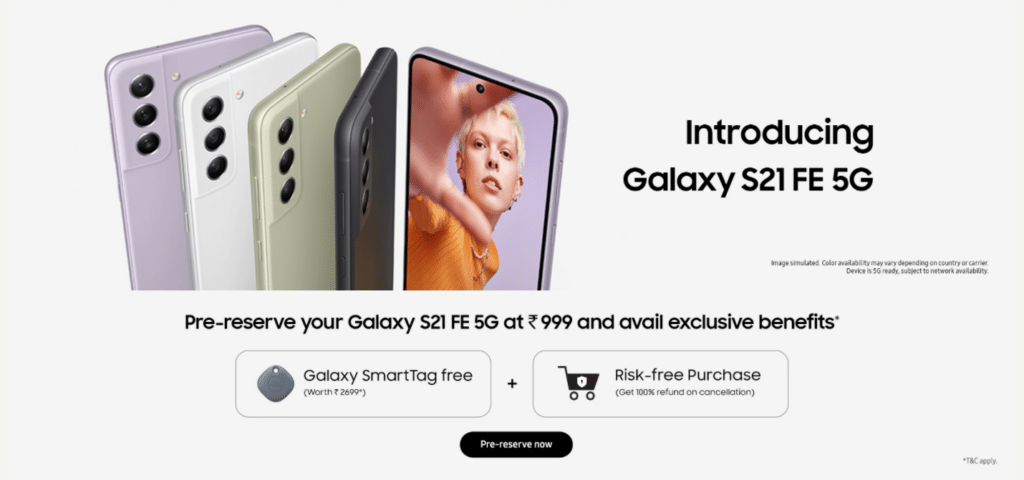 Introducing
Galaxy S21 FE 5G
Image simulated. Color availability may vary depending on country or carrier.
Device is 5G ready, subject to network availability.
Pre-reserve your Galaxy S21 FE 5G at ₹ 999 and avail exclusive benefits*
Galaxy SmartTag free
(Worth ₹ 2699*)
+
Risk-free Purchase
(Get 100% refund on cancellation)
Pre-reserve now
*T&C apply.